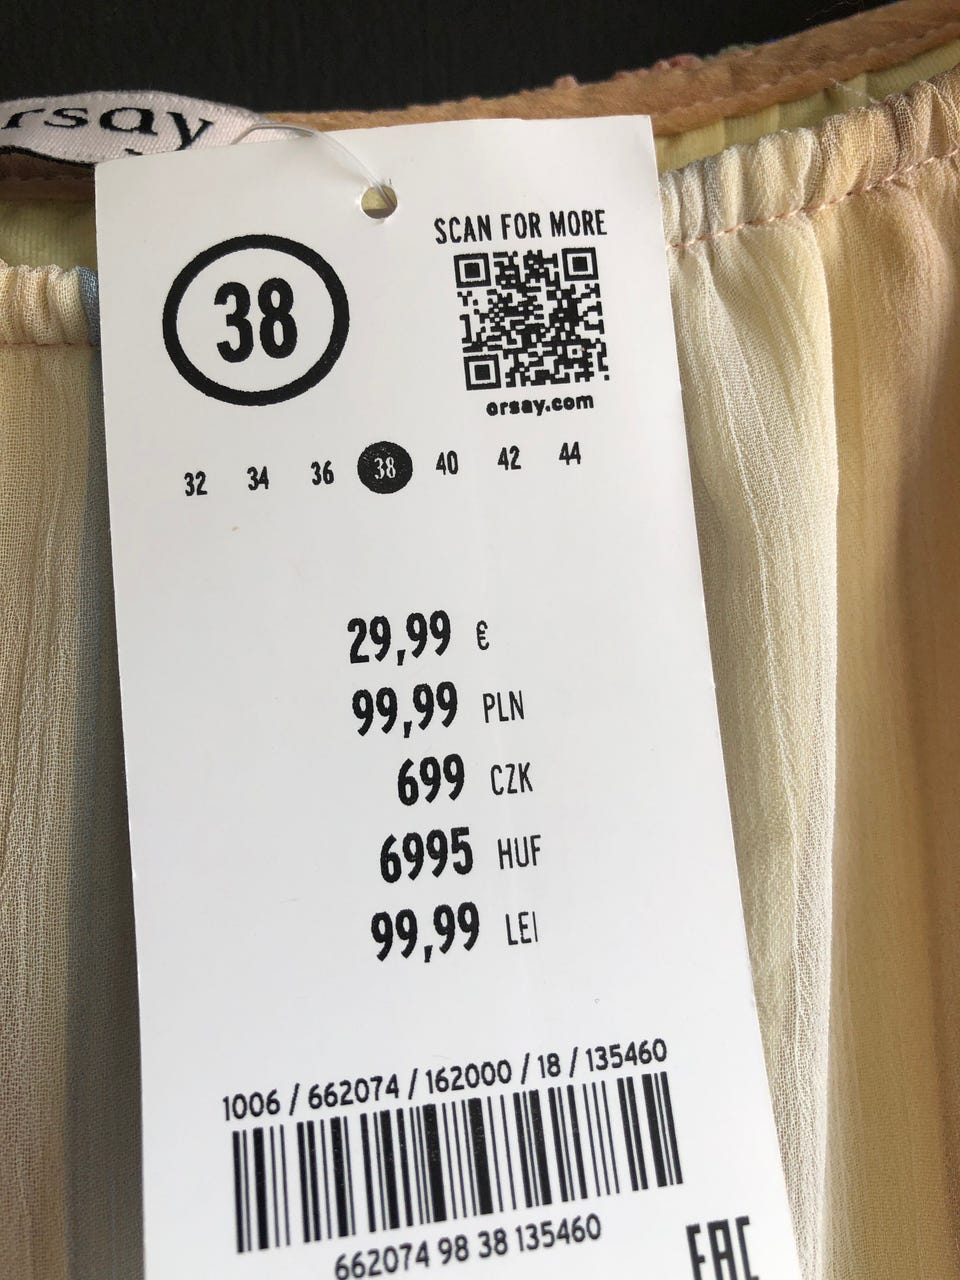 orsay
SCAN FOR MORE
38
orsay.com
32 34 36 38 40 42 44
29,99 €
99,99 PLN
699 CZK
6995 HUF
99,99 LEI
1006 / 662074 / 162000 / 18 / 135460
662074 98 38 135460
EAC